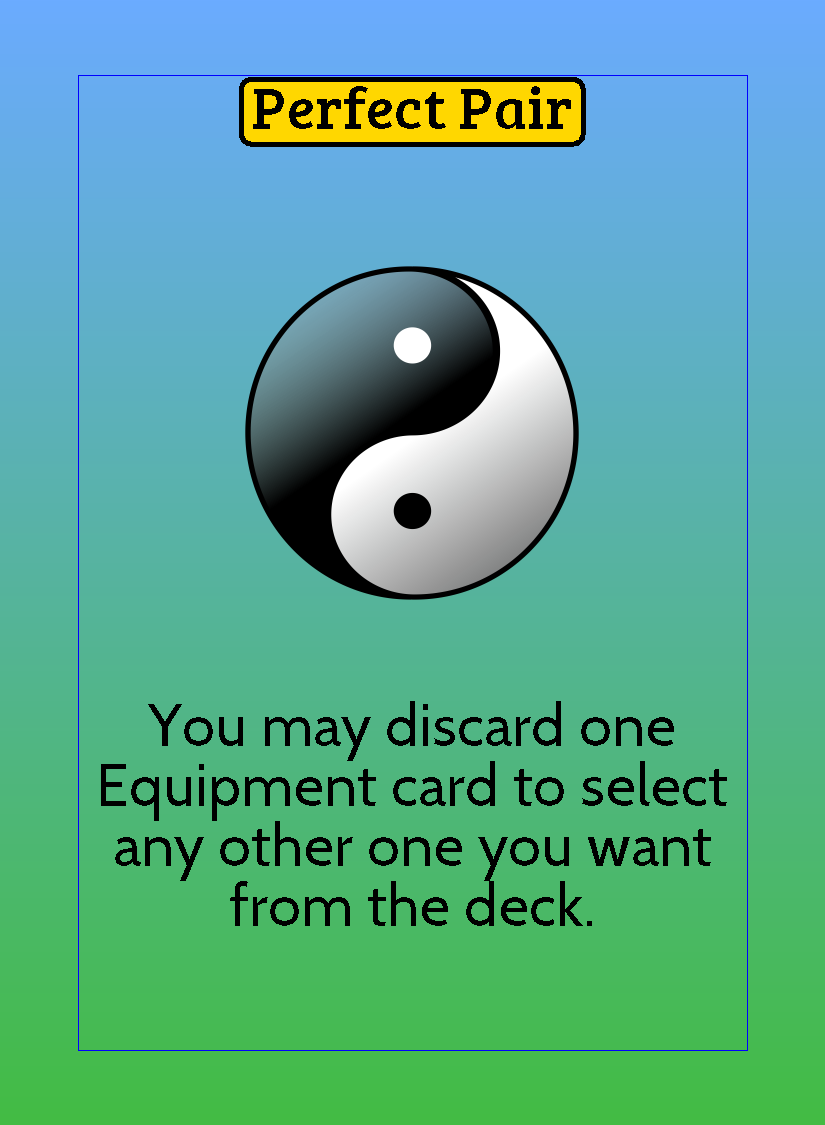 Perfect Pair
You may discard one
Equipment card to select
any other one you want
from the deck.